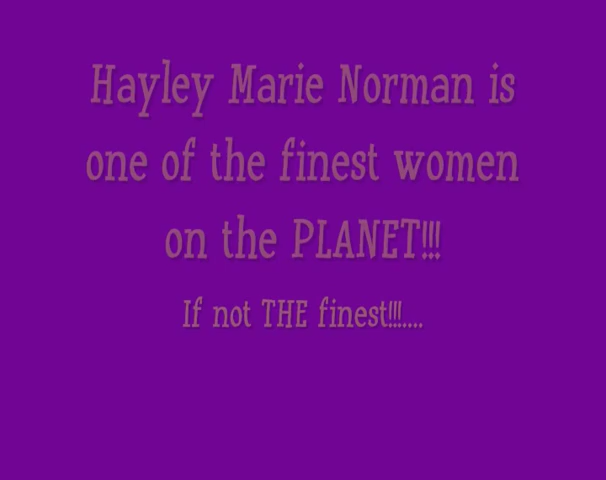 Hayley Marie Norman is
one of the finest women
on the PLANET!!!
If not THE finest!!!....